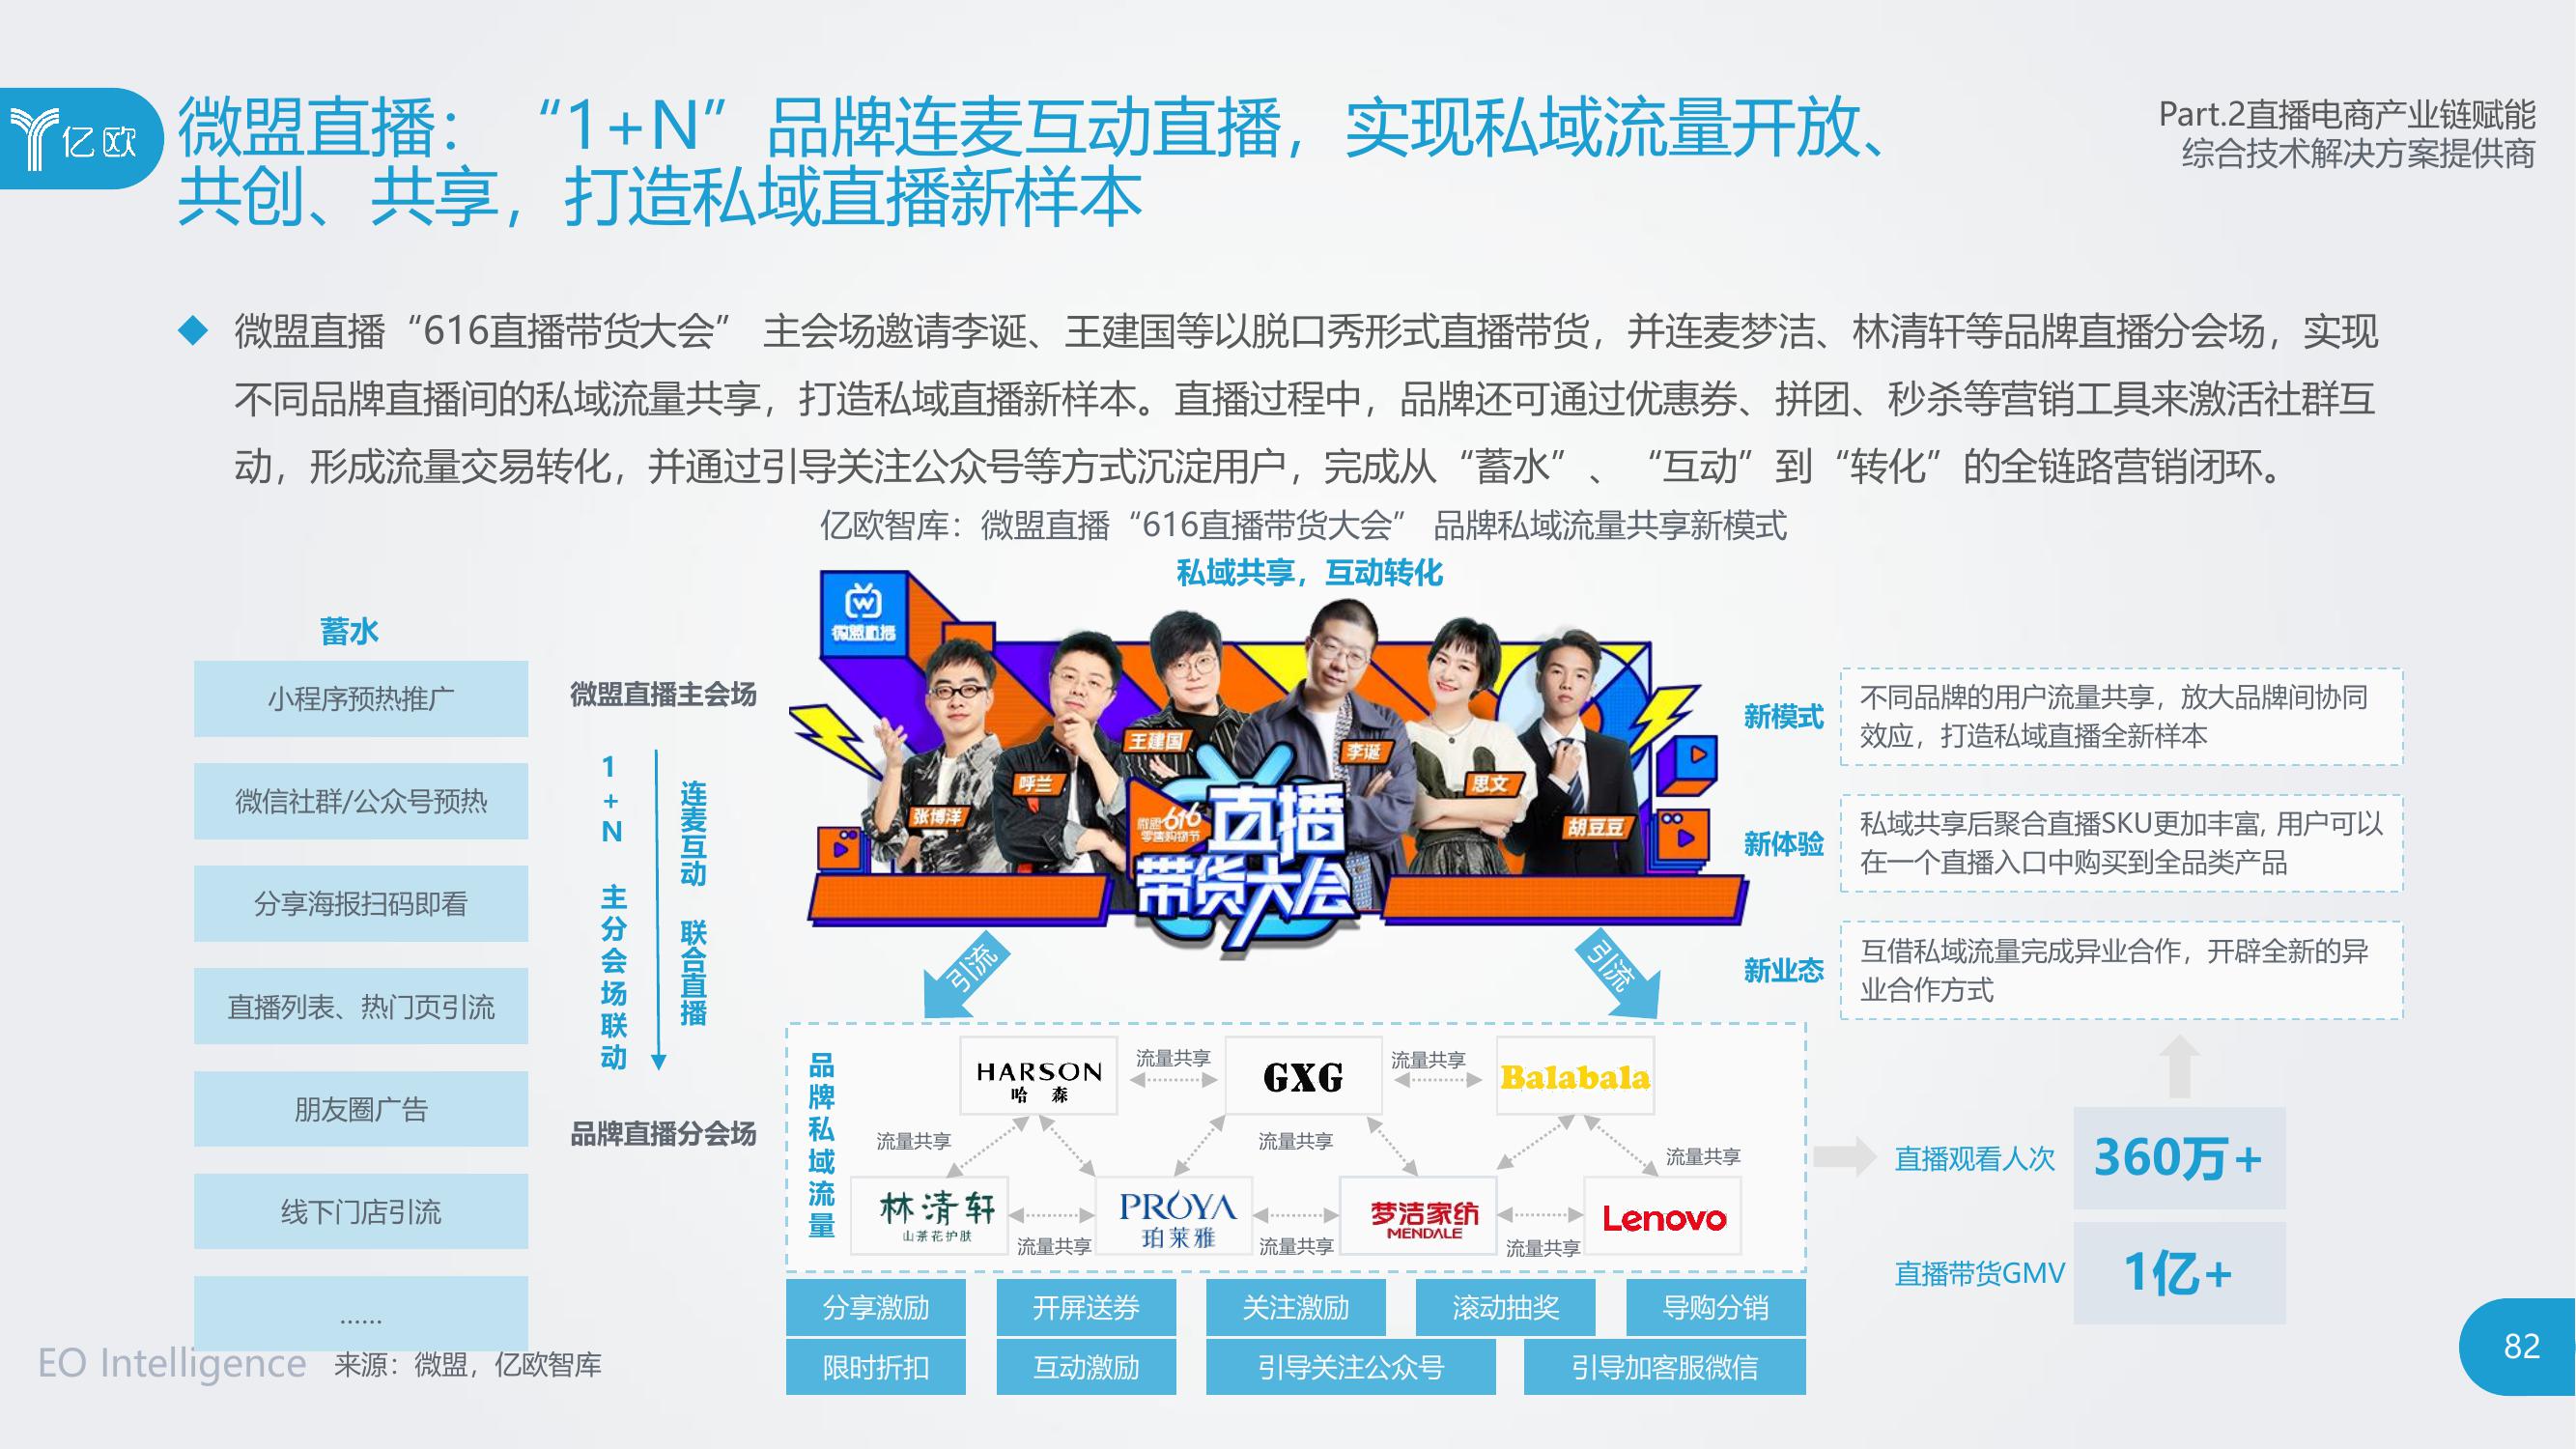 亿欧
微盟直播：“1+N”品牌连麦互动直播，实现私域流量开放、
共创、共享，打造私域直播新样本
Part.2直播电商产业链赋能
综合技术解决方案提供商
微盟直播“616直播带货大会” 主会场邀请李诞、王建国等以脱口秀形式直播带货，并连麦梦洁、林清轩等品牌直播分会场，实现
不同品牌直播间的私域流量共享，打造私域直播新样本。直播过程中，品牌还可通过优惠券、拼团、秒杀等营销工具来激活社群互
动，形成流量交易转化，并通过引导关注公众号等方式沉淀用户，完成从“蓄水”、“互动”到“转化”的全链路营销闭环。
亿欧智库：微盟直播“616直播带货大会” 品牌私域流量共享新模式
私域共享，互动转化
蓄水
小程序预热推广
微信社群/公众号预热
分享海报扫码即看
直播列表、热门页引流
朋友圈广告
线下门店引流
……
微盟直播主会场
1+N 主分会场联动
连麦互动 联合直播
品牌直播分会场
微盟直播
张博洋
呼兰
王建国
李诞
思文
胡豆豆
微盟616
零售购物节
直播
带货大会
引流
引流
新模式
不同品牌的用户流量共享，放大品牌间协同
效应，打造私域直播全新样本
新体验
私域共享后聚合直播SKU更加丰富, 用户可以
在一个直播入口中购买到全品类产品
新业态
互借私域流量完成异业合作，开辟全新的异
业合作方式
品牌私域流量
HARSON
哈 森
流量共享
GXG
流量共享
Balabala
流量共享
流量共享
流量共享
林清轩
山茶花护肤
流量共享
PROYA
珀莱雅
流量共享
梦洁家纺
MENDALE
流量共享
Lenovo
直播观看人次
360万+
直播带货GMV
1亿+
分享激励
开屏送券
关注激励
滚动抽奖
导购分销
限时折扣
互动激励
引导关注公众号
引导加客服微信
EO Intelligence
来源：微盟，亿欧智库
82